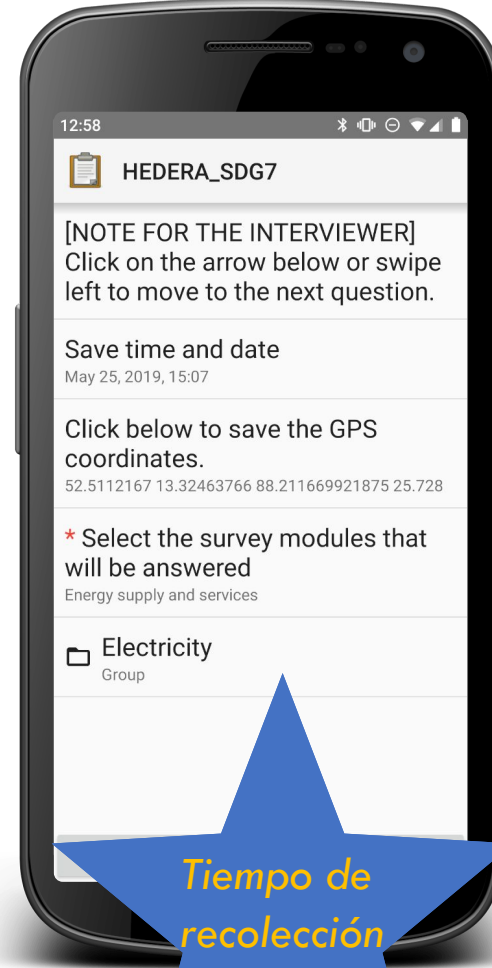 12:58
HEDERA_SDG7
[NOTE FOR THE INTERVIEWER]
Click on the arrow below or swipe
left to move to the next question.
Save time and date
May 25, 2019, 15:07
Click below to save the GPS
coordinates.
52.5112167 13.32463766 88.211669921875 25.728
* Select the survey modules that
will be answered
Energy supply and services
Electricity
Group
Tiempo de
recolección